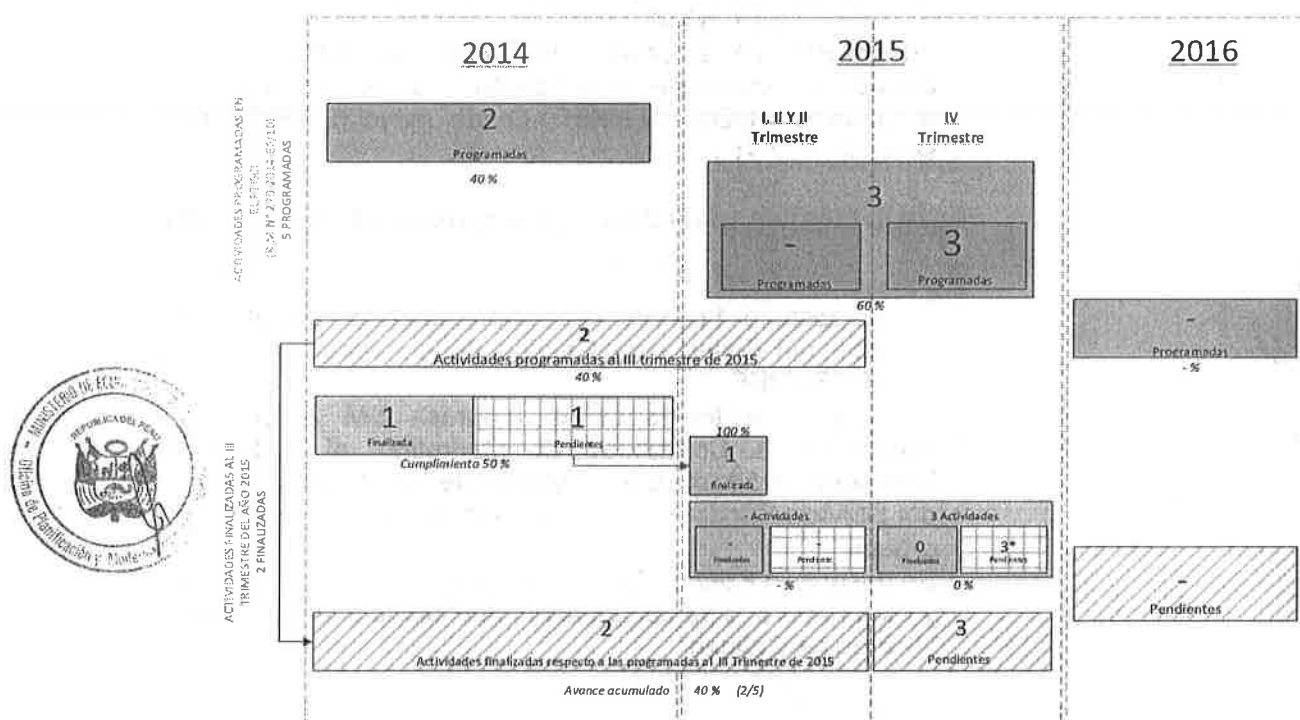 2014
2015
2016
ACTIVIDADES PROGRAMADAS EN
5 PROGRAMADAS
2
Programadas
40 %
I, II Y II
Trimestre
IV
Trimestre
3
-
Programadas
3
Programadas
60 %
-
Programadas
- %
2
Actividades programadas al III trimestre de 2015
40 %
ACTIVIDADES FINALIZADAS AL III
TRIMESTRE DEL AÑO 2015
2 FINALIZADAS
1
Finalizada
1
Pendientes
Cumplimiento 50 %
100 %
1
finalizada
- Actividades
-
Finalizadas
-
Pendiente
- %
3 Actividades
0
Finalizadas
3*
Pendientes
0 %
-
Pendientes
2
Actividades finalizadas respecto a las programadas al III Trimestre de 2015
3
Pendientes
Avance acumulado 40 % (2/5)
MINISTERIO DE
REPUBLICA DEL PERU
Oficina de Planificación y